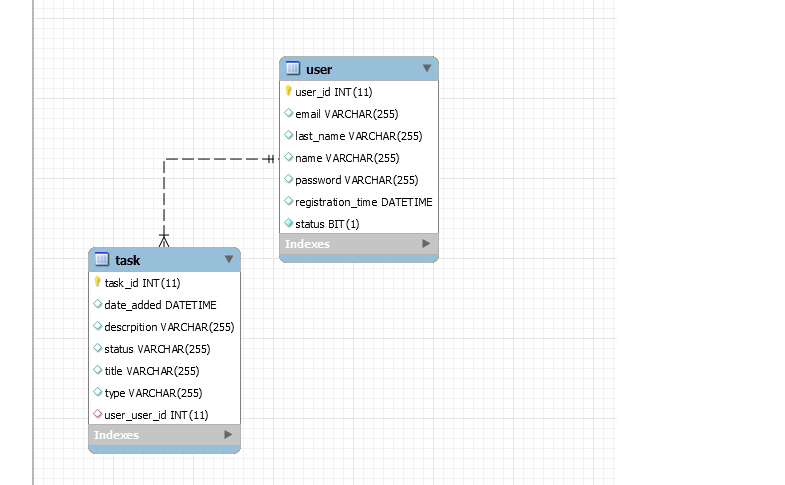 user
user_id INT(11)
email VARCHAR(255)
last_name VARCHAR(255)
name VARCHAR(255)
password VARCHAR(255)
registration_time DATETIME
status BIT(1)
Indexes
task
task_id INT(11)
date_added DATETIME
descrpition VARCHAR(255)
status VARCHAR(255)
title VARCHAR(255)
type VARCHAR(255)
user_user_id INT(11)
Indexes